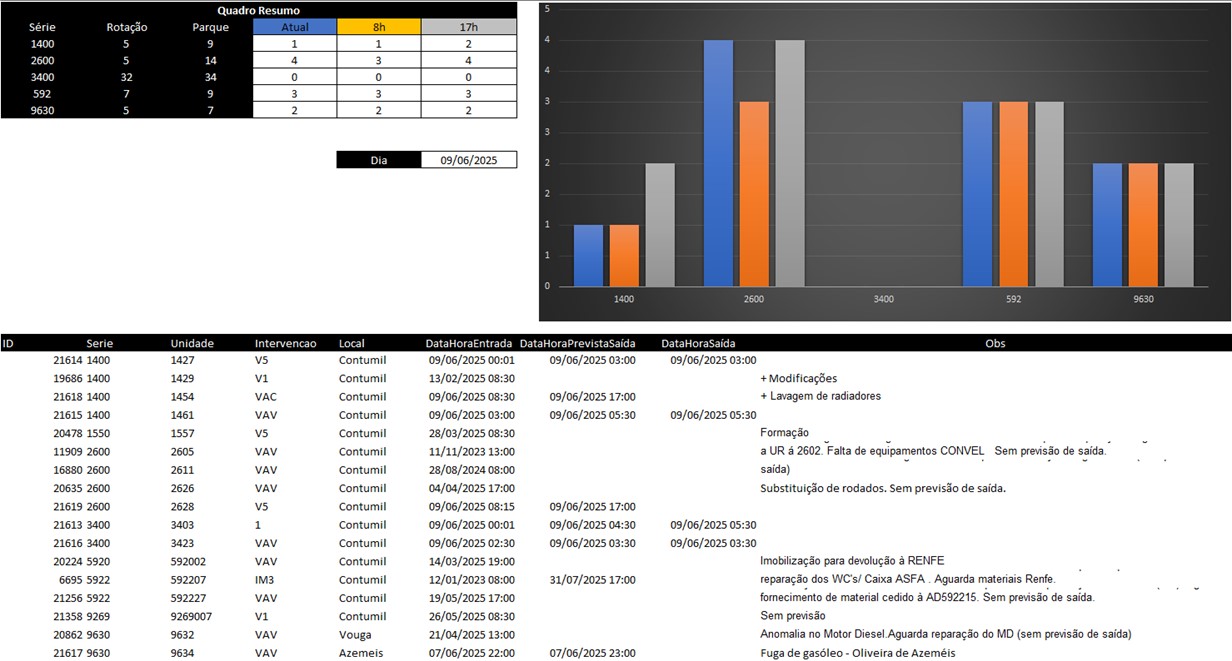 Quadro Resumo
Série Rotação Parque Atual 8h 17h
1400 5 9 1 1 2
2600 5 14 4 3 4
3400 32 34 0 0 0
592 7 9 3 3 3
9630 5 7 2 2 2
Dia 09/06/2025
5
4
4
3
3
2
2
1
1
0
1400 2600 3400 592 9630
ID Serie Unidade Intervencao Local DataHoraEntrada DataHoraPrevistaSaída DataHoraSaída Obs
21614 1400 1427 V5 Contumil 09/06/2025 00:01 09/06/2025 03:00 09/06/2025 03:00
19686 1400 1429 V1 Contumil 13/02/2025 08:30 + Modificações
21618 1400 1454 VAC Contumil 09/06/2025 08:30 09/06/2025 17:00 + Lavagem de radiadores
21615 1400 1461 VAV Contumil 09/06/2025 03:00 09/06/2025 05:30 09/06/2025 05:30
20478 1550 1557 V5 Contumil 28/03/2025 08:30 Formação
11909 2600 2605 VAV Contumil 11/11/2023 13:00 a UR á 2602. Falta de equipamentos CONVEL Sem previsão de saída.
16880 2600 2611 VAV Contumil 28/08/2024 08:00 saída)
20635 2600 2626 VAV Contumil 04/04/2025 17:00 Substituição de rodados. Sem previsão de saída.
21619 2600 2628 V5 Contumil 09/06/2025 08:15 09/06/2025 17:00
21613 3400 3403 1 Contumil 09/06/2025 00:01 09/06/2025 04:30 09/06/2025 05:30
21616 3400 3423 VAV Contumil 09/06/2025 02:30 09/06/2025 03:30 09/06/2025 03:30
20224 5920 592002 VAV Contumil 14/03/2025 19:00 Imobilização para devolução à RENFE
6695 5922 592207 IM3 Contumil 12/01/2023 08:00 31/07/2025 17:00 reparação dos WC's/ Caixa ASFA . Aguarda materiais Renfe.
21256 5922 592227 VAV Contumil 19/05/2025 17:00 fornecimento de material cedido à AD592215. Sem previsão de saída.
21358 9269 9269007 V1 Contumil 26/05/2025 08:30 Sem previsão
20862 9630 9632 VAV Vouga 21/04/2025 13:00 Anomalia no Motor Diesel.Aguarda reparação do MD (sem previsão de saída)
21617 9630 9634 VAV Azemeis 07/06/2025 22:00 07/06/2025 23:00 Fuga de gasóleo - Oliveira de Azeméis